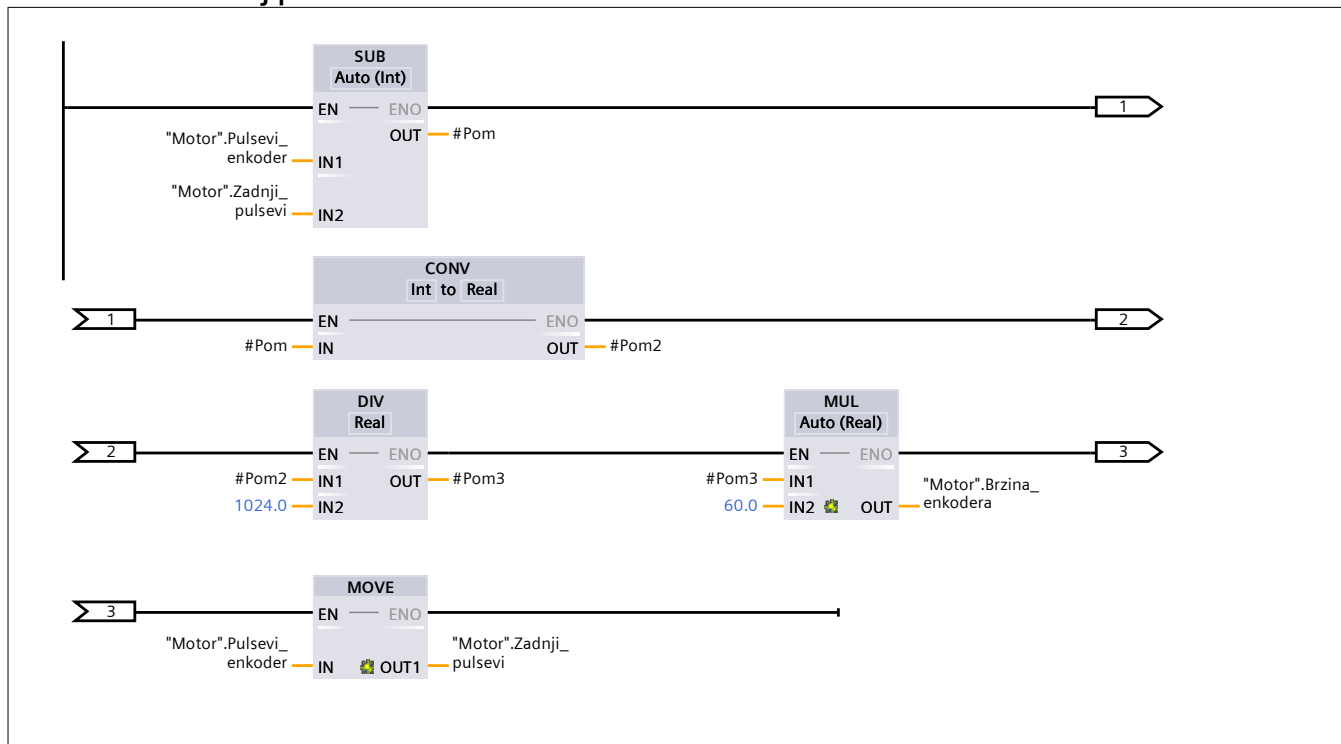 SUB
Auto (Int)
EN ENO
1
"Motor".Pulsevi_
enkoder
IN1
OUT
#Pom
"Motor".Zadnji_
pulsevi
IN2
CONV
Int to Real
1
EN ENO
2
#Pom
IN
OUT
#Pom2
DIV
Real
MUL
Auto (Real)
2
EN ENO
EN ENO
3
#Pom2
IN1
OUT
#Pom3
#Pom3
IN1
1024.0
IN2
60.0
IN2
OUT
"Motor".Brzina_
enkodera
MOVE
3
EN ENO
"Motor".Pulsevi_
enkoder
IN
OUT1
"Motor".Zadnji_
pulsevi